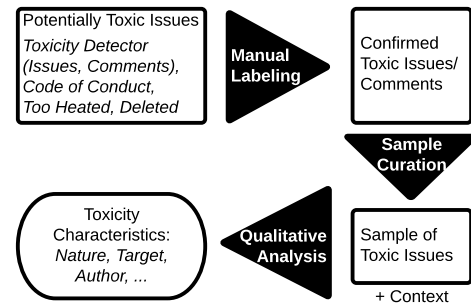 Potentially Toxic Issues
Toxicity Detector
(Issues, Comments),
Code of Conduct,
Too Heated, Deleted
Manual
Labeling
Confirmed
Toxic Issues/
Comments
Sample
Curation
Sample of
Toxic Issues
+ Context
Qualitative
Analysis
Toxicity
Characteristics:
Nature, Target,
Author, ...